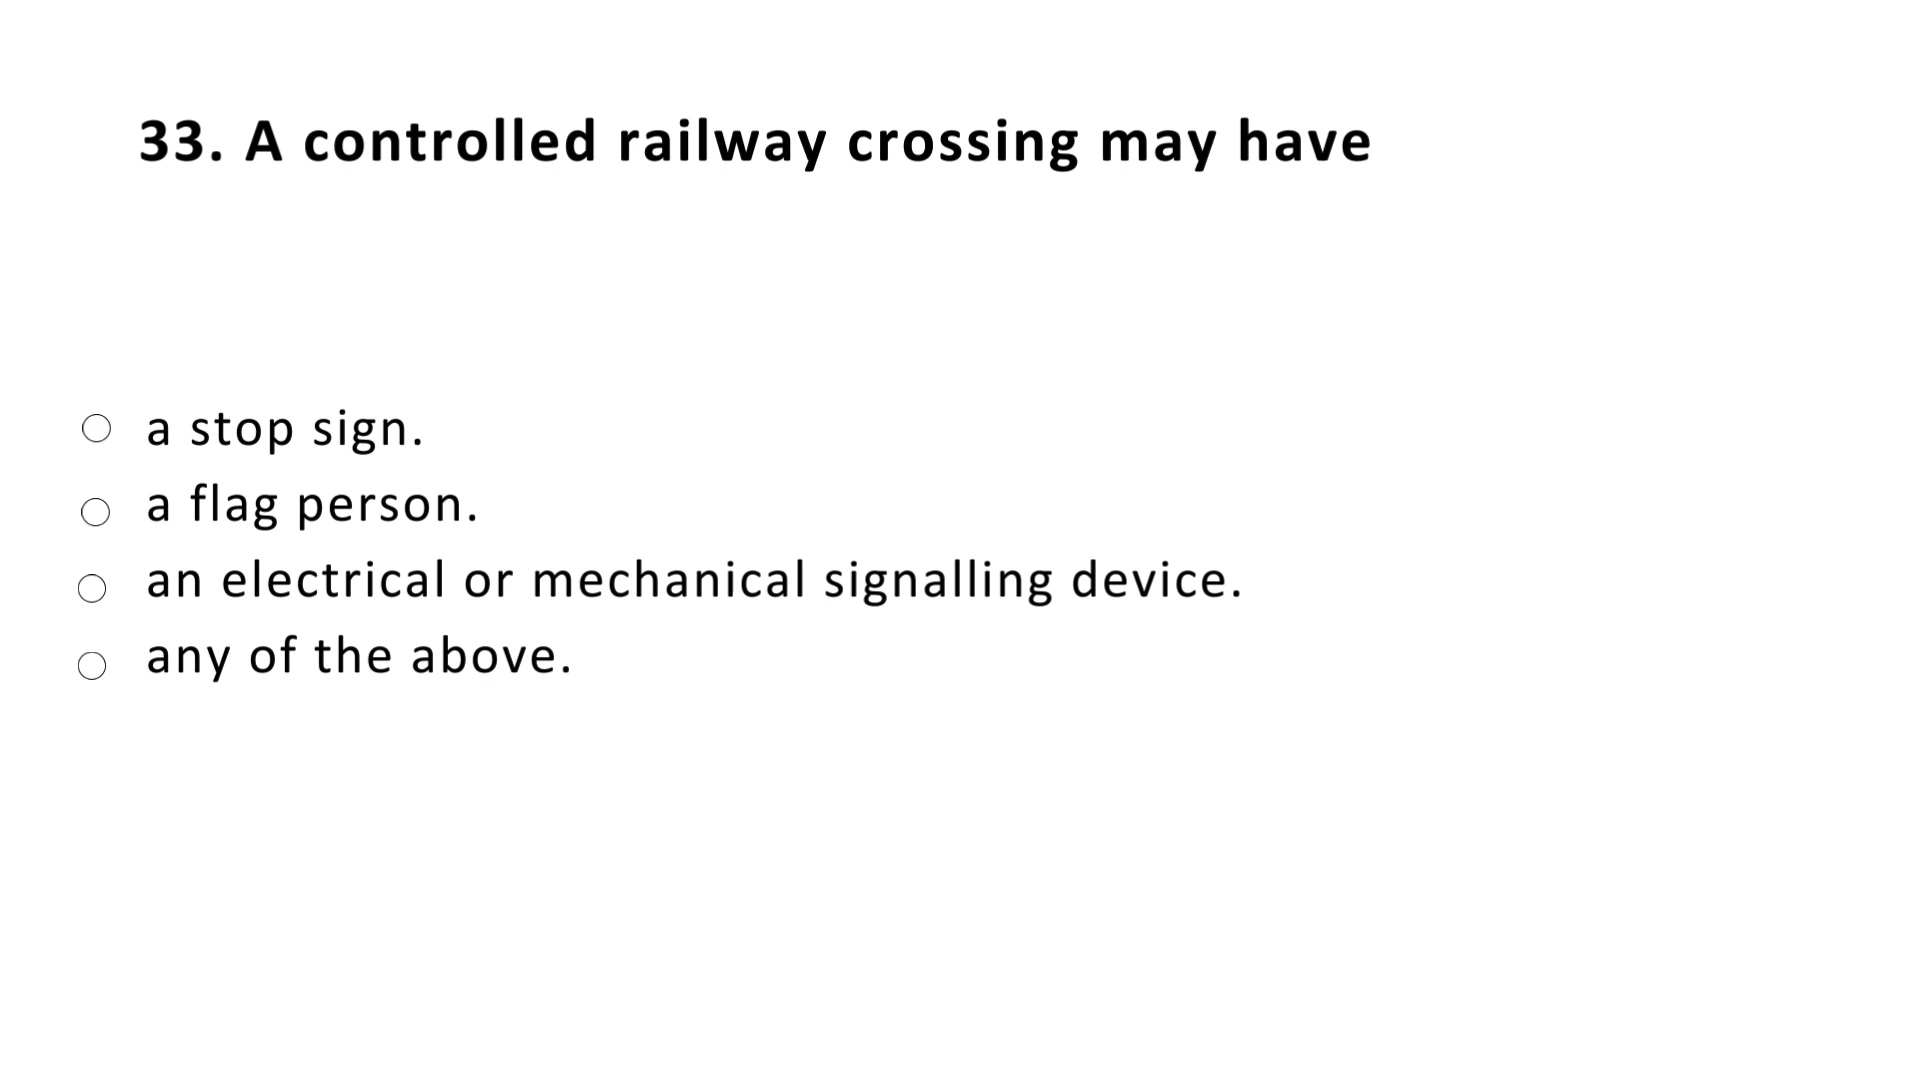 33. A controlled railway crossing may have
a stop sign.
a flag person.
an electrical or mechanical signalling device.
any of the above.